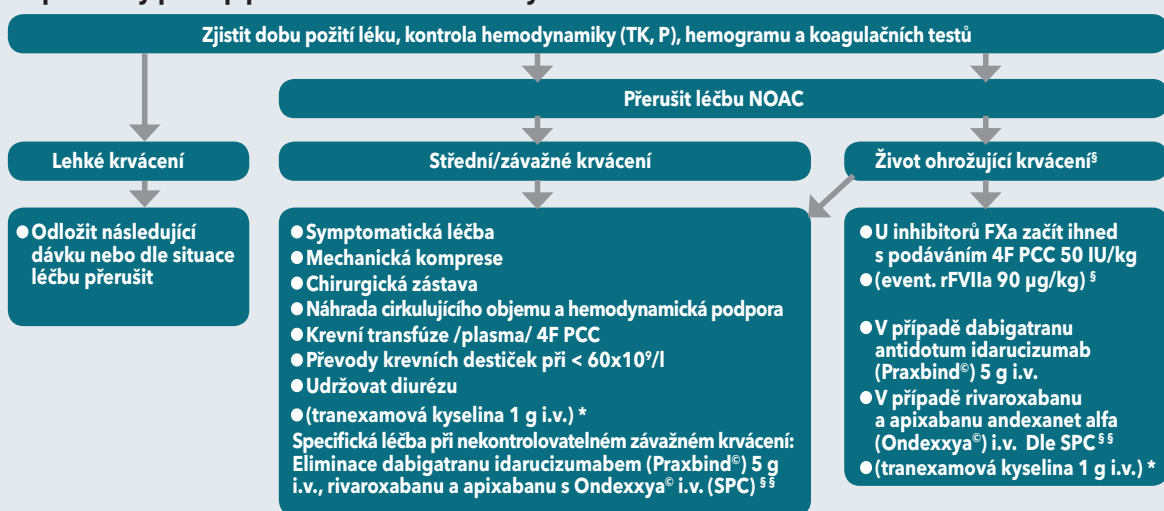 Zjistit dobu požití léku, kontrola hemodynamiky (TK, P), hemogramu a koagulačních testů
Přerušit léčbu NOAC
Lehké krvácení
Střední/závažné krvácení
Život ohrožující krvácení§
● Odložit následující
dávku nebo dle situace
léčbu přerušit
● Symptomatická léčba
● Mechanická komprese
● Chirurgická zástava
● Náhrada cirkulujícího objemu a hemodynamická podpora
● Krevní transfúze /plasma/ 4F PCC
● Převody krevních destiček při < 60x10⁹/l
● Udržovat diurézu
● (tranexamová kyselina 1 g i.v.) *
Specifická léčba při nekontrolovatelném závažném krvácení:
Eliminace dabigatranu idarucizumabem (Praxbind©) 5 g
i.v., rivaroxabanu a apixabanu s Ondexxya© i.v. (SPC) § §
● U inhibitorů FXa začít ihned
s podáváním 4F PCC 50 IU/kg
● (event. rFVIIa 90 µg/kg) §
● V případě dabigatranu
antidotum idarucizumab
(Praxbind©) 5 g i.v.
● V případě rivaroxabanu
a apixabanu andexanet alfa
(Ondexxya©) i.v. Dle SPC § §
● (tranexamová kyselina 1 g i.v.) *